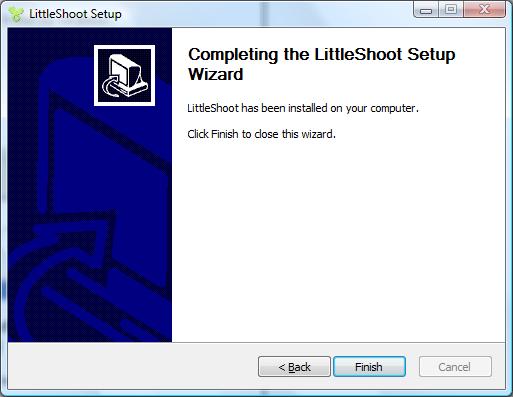 LittleShoot Setup
Completing the LittleShoot Setup
Wizard
LittleShoot has been installed on your computer.
Click Finish to close this wizard.
< Back
Finish
Cancel